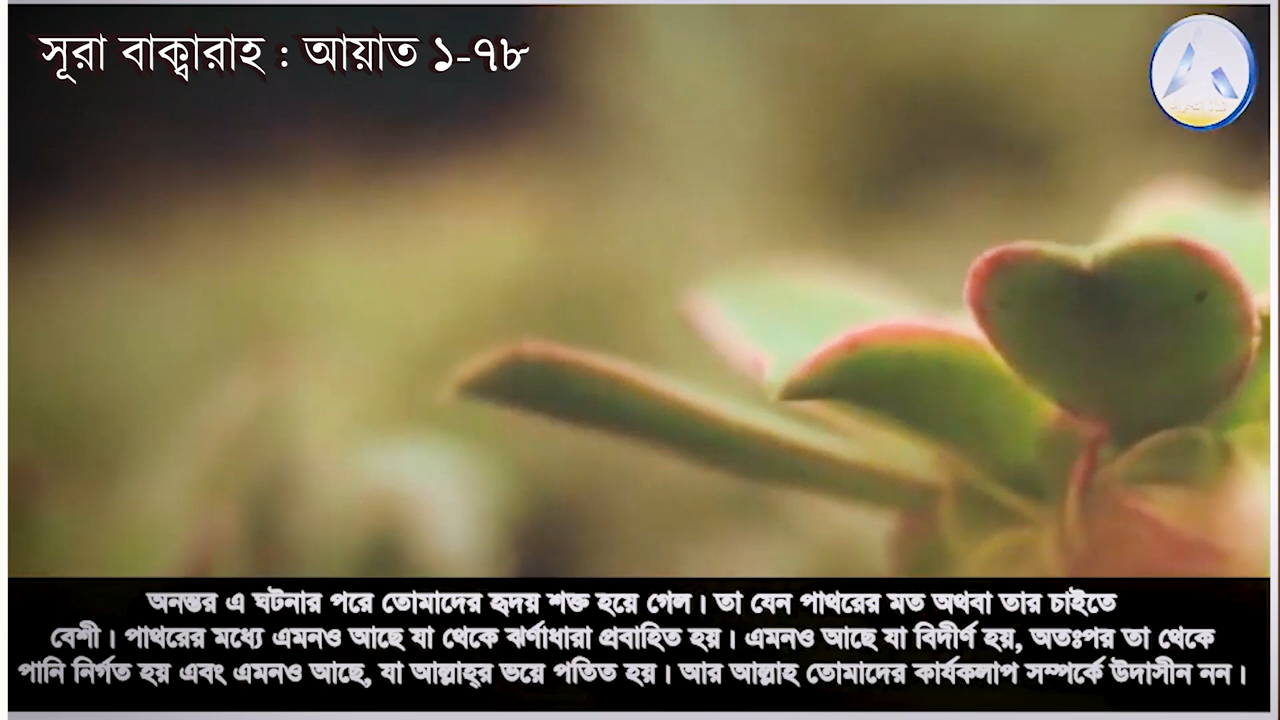 সূরা বাক্বারাহ : আয়াত ১-৭৮
অনন্তর এ ঘটনার পরে তোমাদের হৃদয় শক্ত হয়ে গেল। তা যেন পাথরের মত অথবা তার চাইতে
বেশী। পাথরের মধ্যে এমনও আছে যা থেকে ঝর্ণাধারা প্রবাহিত হয়। এমনও আছে যা বিদীর্ণ হয়, অতঃপর তা থেকে
পানি নির্গত হয় এবং এমনও আছে, যা আল্লাহ্‌র ভয়ে পতিত হয়। আর আল্লাহ তোমাদের কার্যকলাপ সম্পর্কে উদাসীন নন।